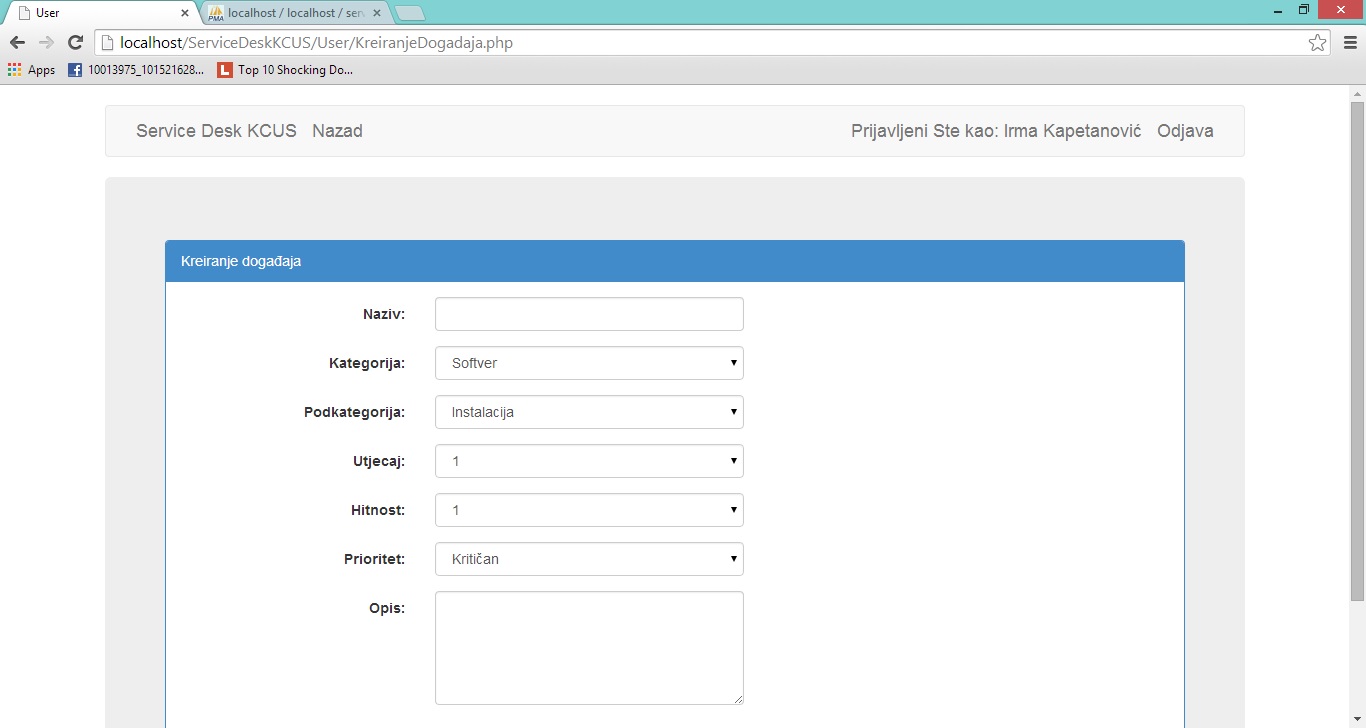 User
localhost / localhost / serv
localhost/ServiceDeskKCUS/User/KreiranjeDogadaja.php
Apps 10013975_101521628... Top 10 Shocking Do...
Service Desk KCUS Nazad Prijavljeni Ste kao: Irma Kapetanović Odjava
Kreiranje događaja
Naziv:
Kategorija: Softver
Podkategorija: Instalacija
Utjecaj: 1
Hitnost: 1
Prioritet: Kritičan
Opis: